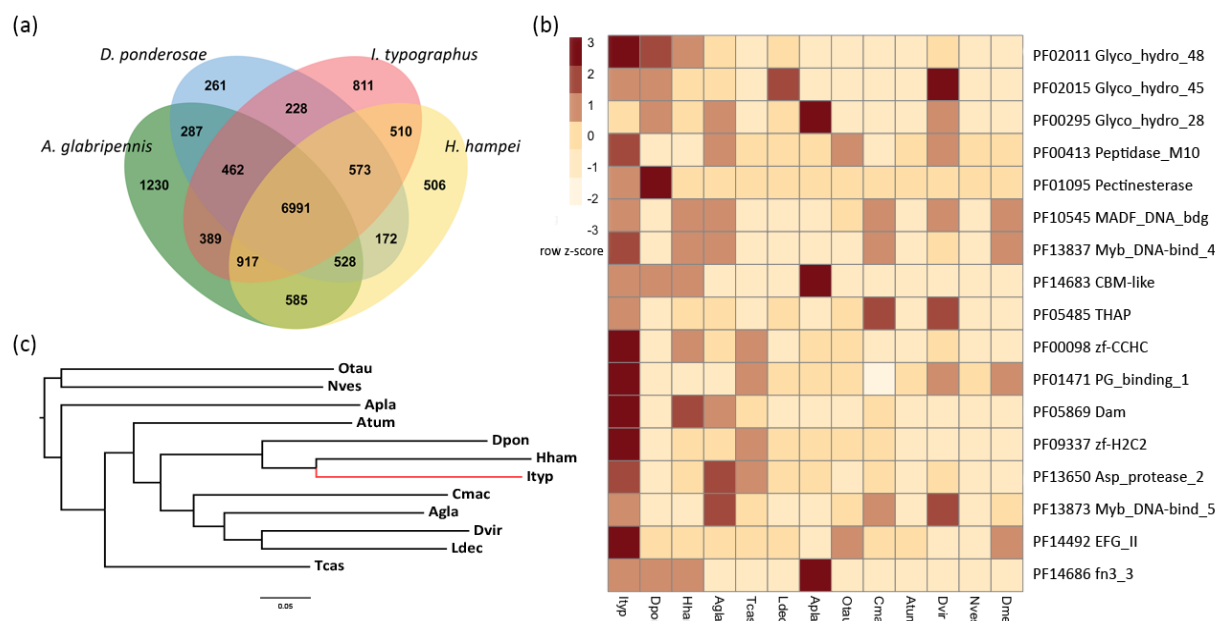 (a)
D. ponderosae
I. typographus
A. glabripennis
H. hampei
261
811
228
287
510
1230
462
573
506
6991
389
172
917
528
585
(b)
3
2
1
0
-1
-2
-3
row z-score
PF02011 Glyco_hydro_48
PF02015 Glyco_hydro_45
PF00295 Glyco_hydro_28
PF00413 Peptidase_M10
PF01095 Pectinesterase
PF10545 MADF_DNA_bdg
PF13837 Myb_DNA-bind_4
PF14683 CBM-like
PF05485 THAP
PF00098 zf-CCHC
PF01471 PG_binding_1
PF05869 Dam
PF09337 zf-H2C2
PF13650 Asp_protease_2
PF13873 Myb_DNA-bind_5
PF14492 EFG_II
PF14686 fn3_3
Ityp
Dpo
Hha
Agla
Tcas
Ldec
Apla
Otau
Cma
Atun
Dvir
Nves
Dme
(c)
Otau
Nves
Apla
Atum
Dpon
Hham
Ityp
Cmac
Agla
Dvir
Ldec
Tcas
0.05